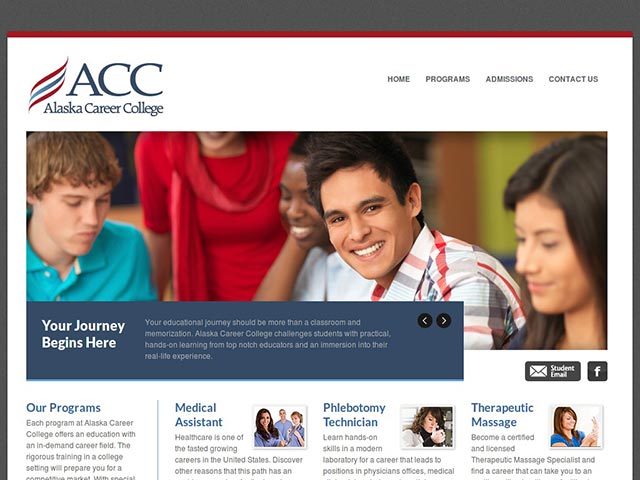 ACC
Alaska Career College
HOME PROGRAMS ADMISSIONS CONTACT US
Your Journey
Begins Here
Your educational journey should be more than a classroom and
memorization. Alaska Career College challenges students with practical,
hands-on learning from top notch educators and an immersion into their
real-life experience.
Student
Email
f
Our Programs
Each program at Alaska Career
College offers an education with
an in-demand career field. The
rigorous training in a college
setting will prepare you for a
competitive market. With special
Medical
Assistant
Healthcare is one of
the fastest growing
careers in the United States. Discover
other reasons that this path has an
Phlebotomy
Technician
Learn hands-on
skills in a modern
laboratory for a career that leads to
positions in physicians offices, medical
Therapeutic
Massage
Become a certified
and licensed
Therapeutic Massage Specialist and
find a career that can take you to an